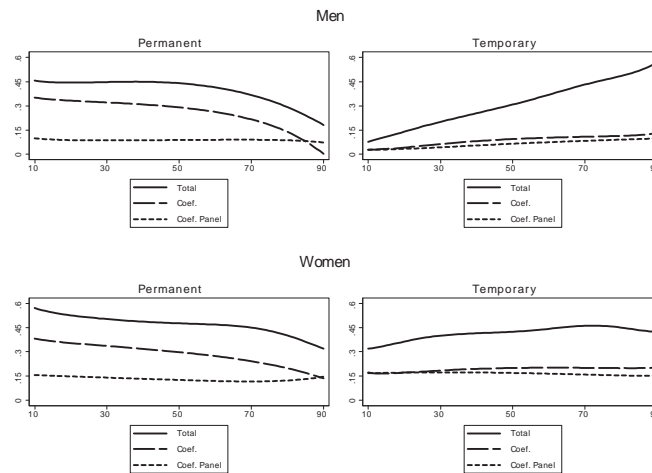 Men
Permanent
Temporary
0 .15 .3 .45 .6
0 .15 .3 .45 .6
10 30 50 70 90
10 30 50 70 90
Total
Coef.
Coef. Panel
Total
Coef.
Coef. Panel
Women
Permanent
Temporary
0 .15 .3 .45 .6
0 .15 .3 .45 .6
10 30 50 70 90
10 30 50 70 90
Total
Coef.
Coef. Panel
Total
Coef.
Coef. Panel